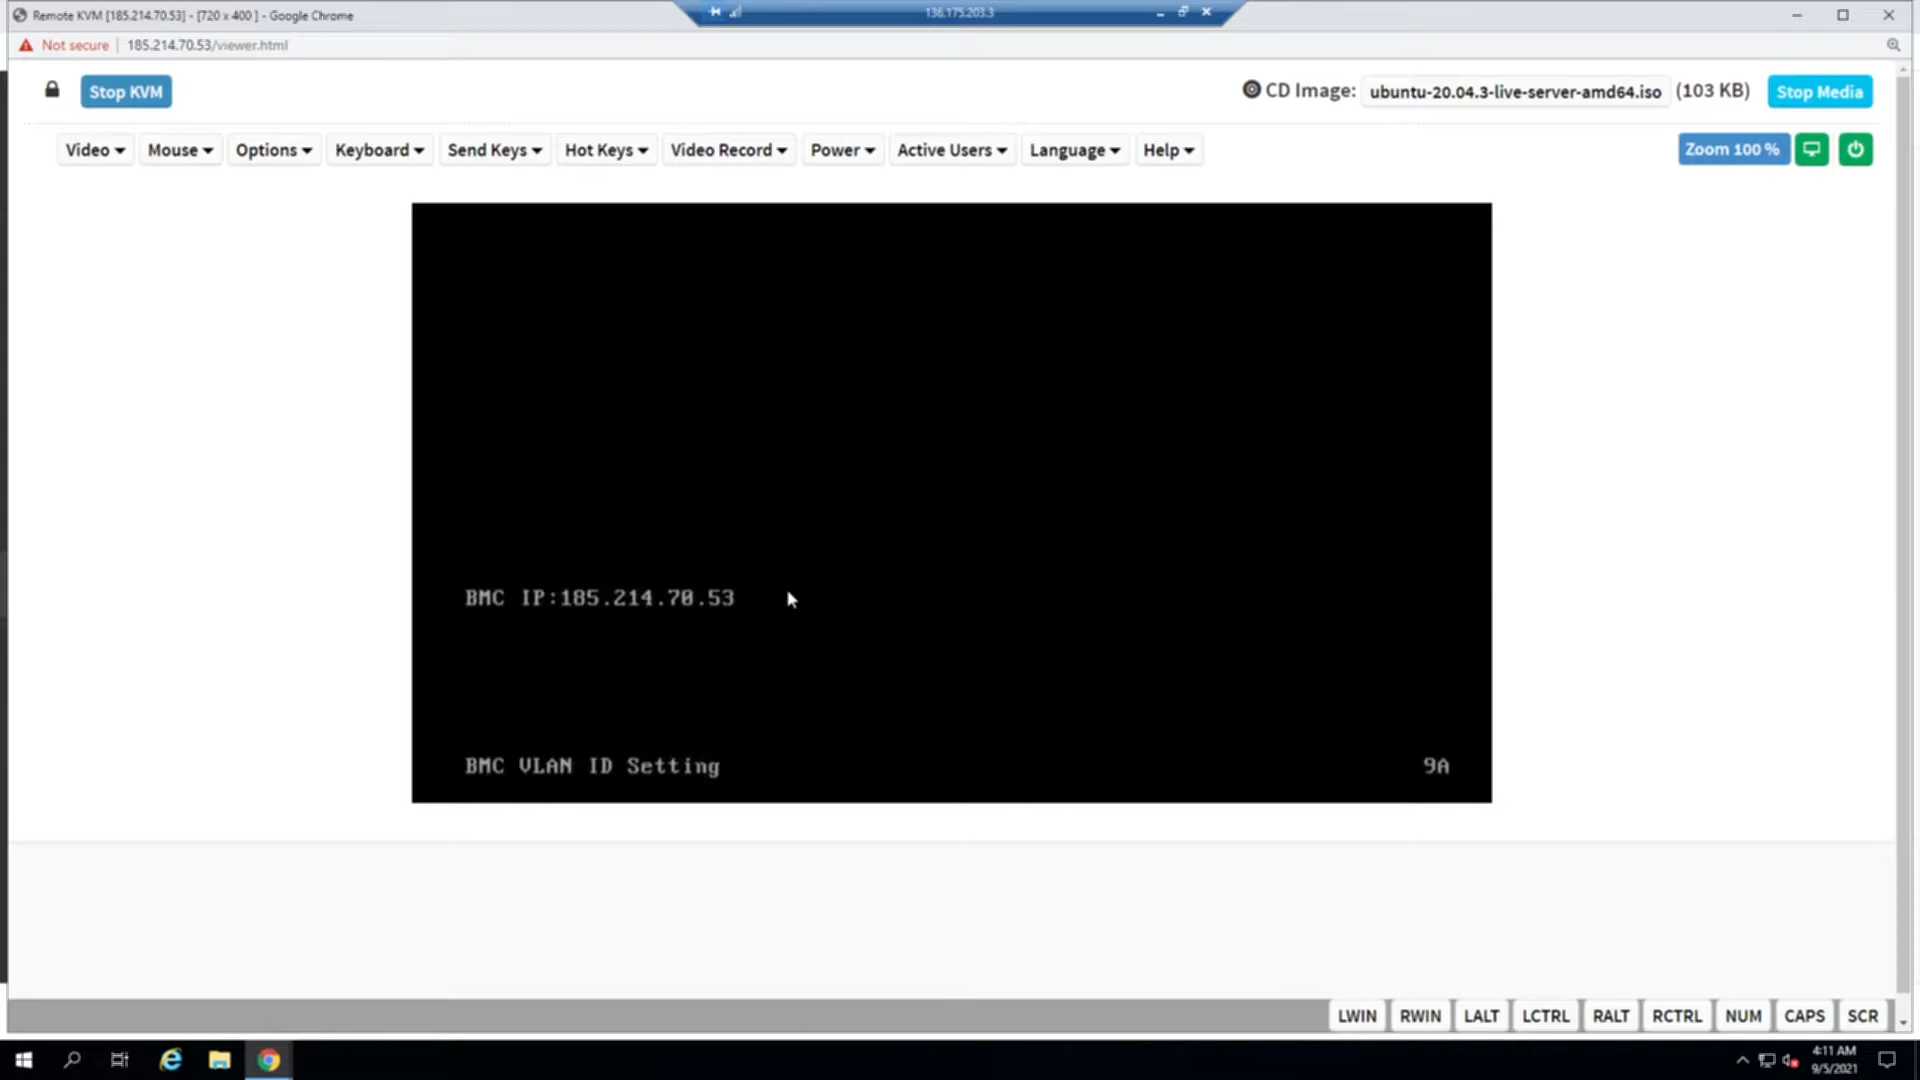 Remote KVM [185.214.70.53] - [720 x 400 ] - Google Chrome
136.175.203.3
Not secure
185.214.70.53/viewer.html
Stop KVM
CD Image: ubuntu-20.04.3-live-server-amd64.iso (103 KB) Stop Media
Video Mouse Options Keyboard Send Keys Hot Keys Video Record Power Active Users Language Help Zoom 100 %
BMC IP:185.214.70.53
BMC VLAN ID Setting 9A
LWIN RWIN LALT LCTRL RALT RCTRL NUM CAPS SCR
4:11 AM
9/5/2021